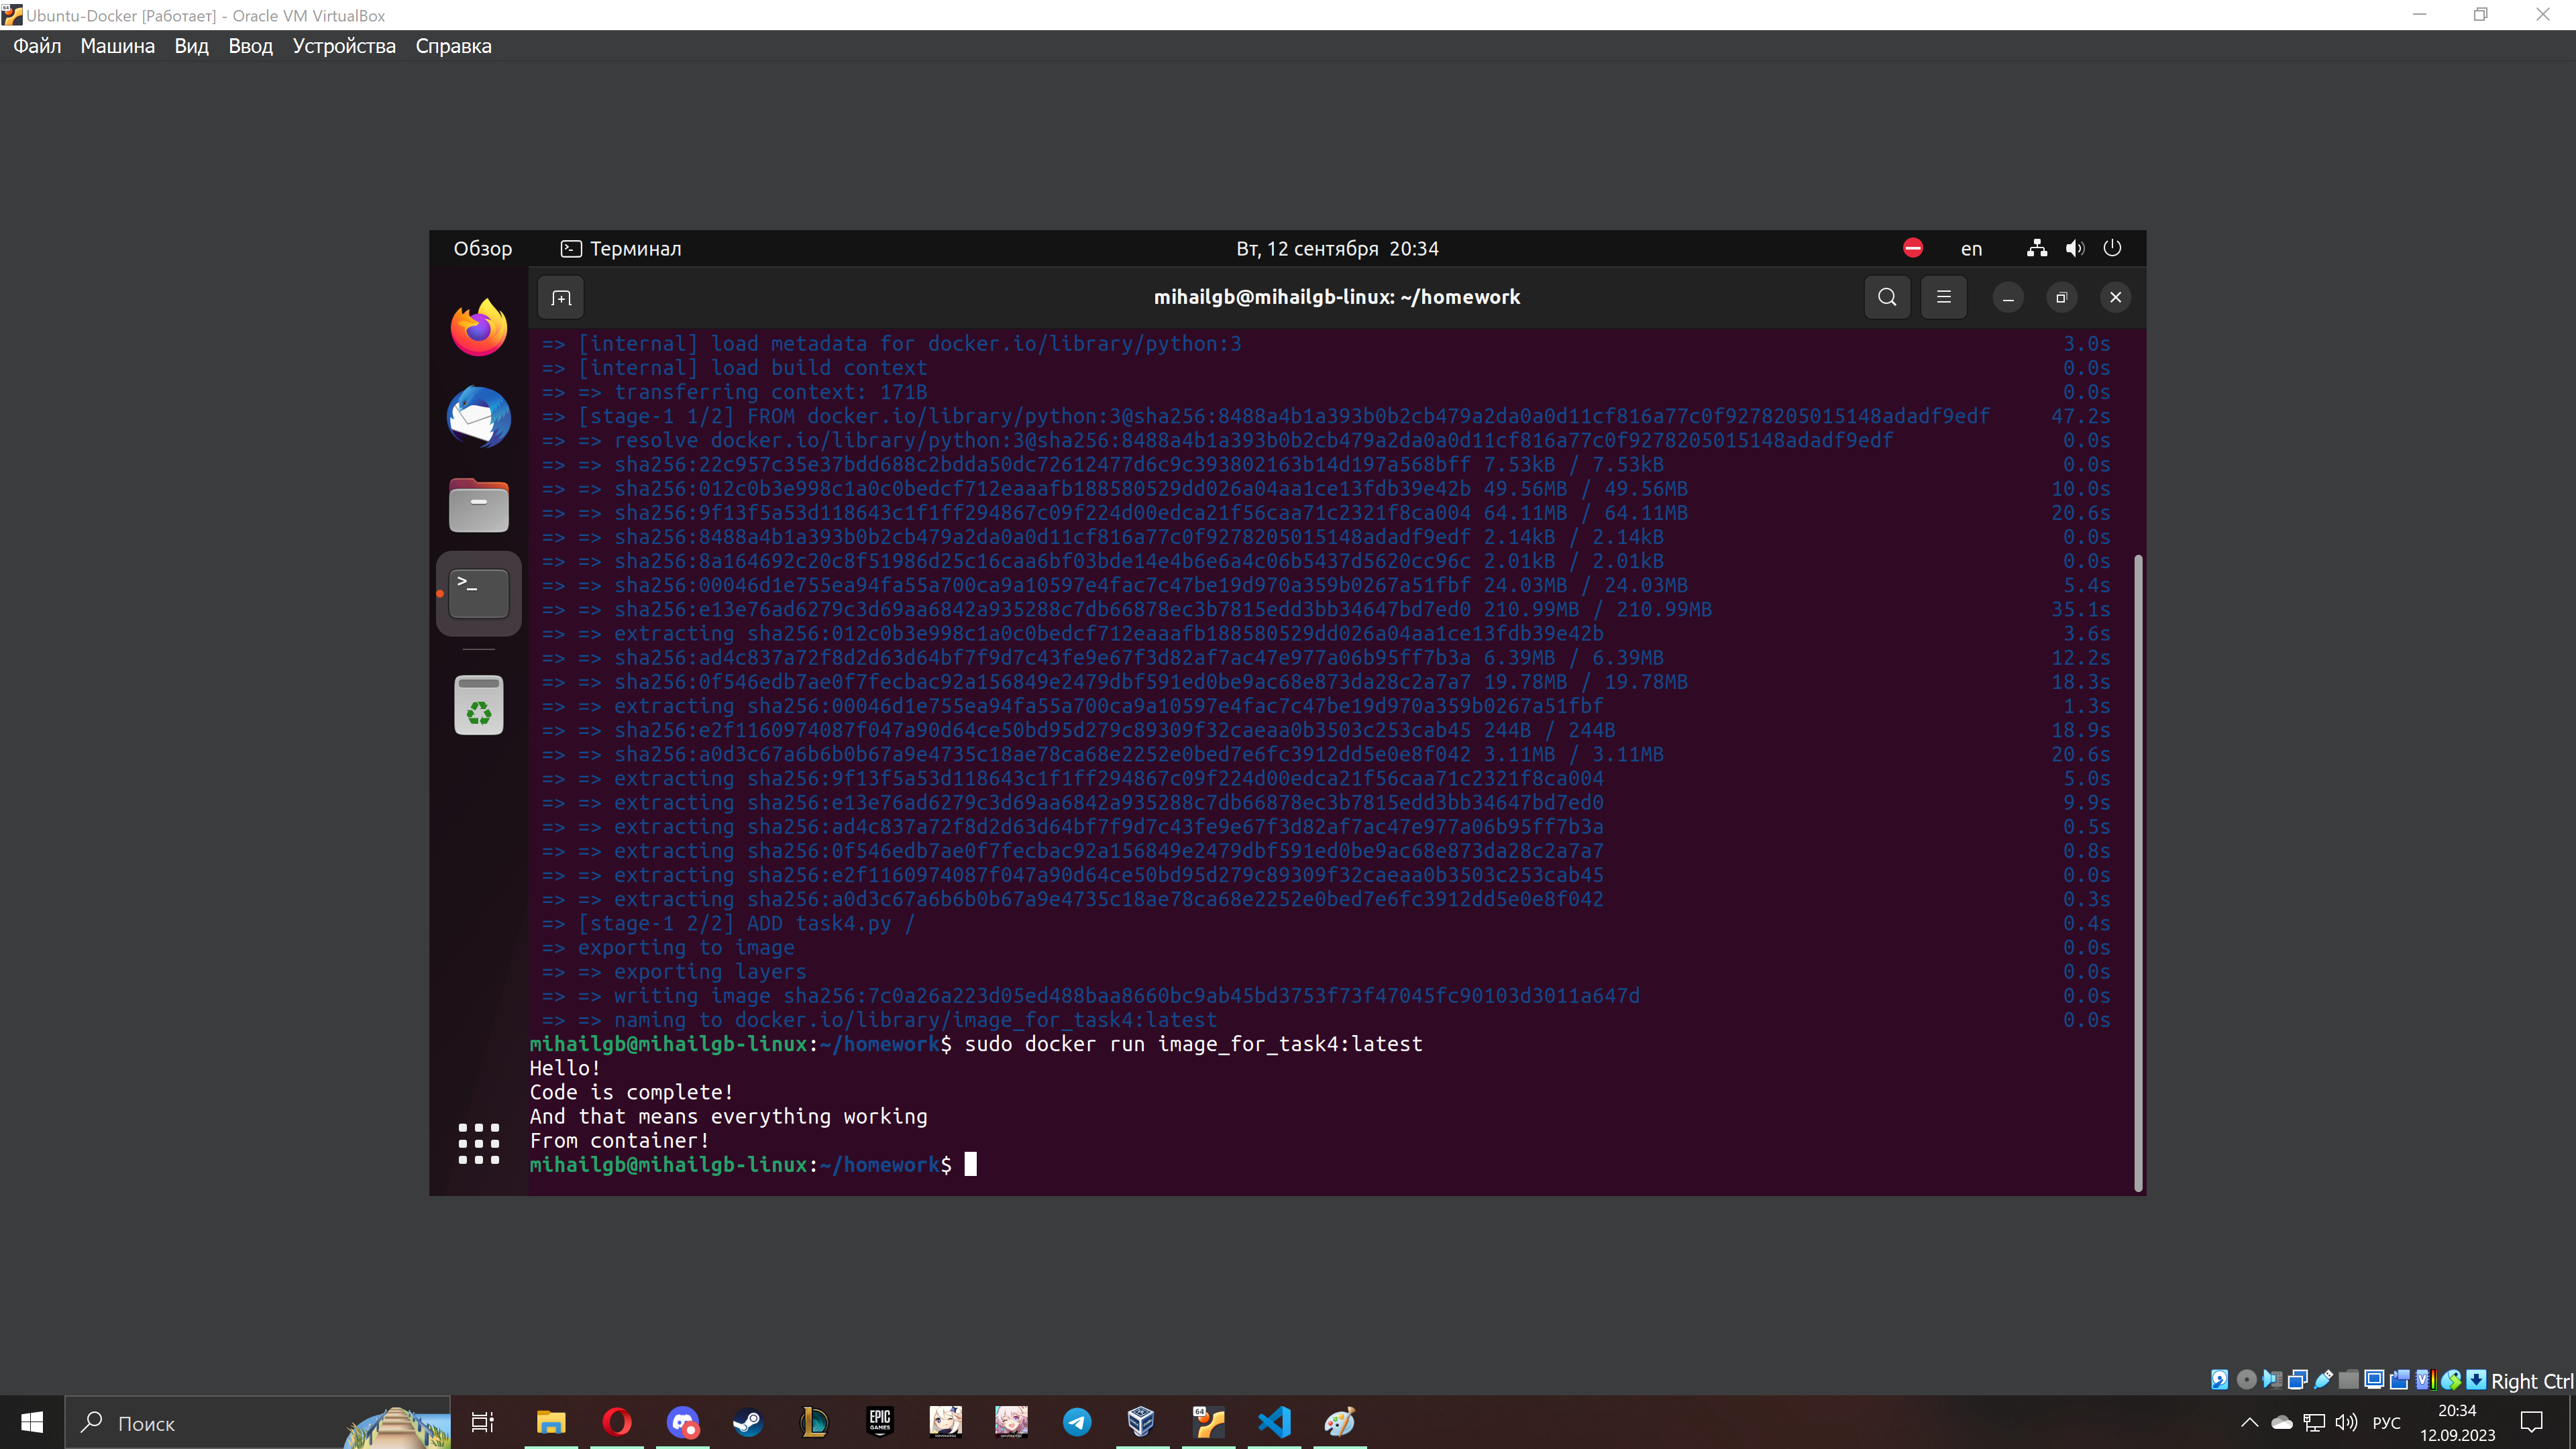 Ubuntu-Docker [Работает] - Oracle VM VirtualBox
Файл Машина Вид Ввод Устройства Справка
Обзор Терминал Вт, 12 сентября 20:34 en
mihailgb@mihailgb-linux: ~/homework
=> [internal] load metadata for docker.io/library/python:3 3.0s
=> [internal] load build context 0.0s
=> => transferring context: 171B 0.0s
=> [stage-1 1/2] FROM docker.io/library/python:3@sha256:8488a4b1a393b0b2cb479a2da0a0d11cf816a77c0f9278205015148adadf9edf 47.2s
=> => resolve docker.io/library/python:3@sha256:8488a4b1a393b0b2cb479a2da0a0d11cf816a77c0f9278205015148adadf9edf 0.0s
=> => sha256:22c957c35e37bdd688c2bdda50dc72612477d6c9c393802163b14d197a568bff 7.53kB / 7.53kB 0.0s
=> => sha256:012c0b3e998c1a0c0bedcf712eaaafb188580529dd026a04aa1ce13fdb39e42b 49.56MB / 49.56MB 10.0s
=> => sha256:9f13f5a53d118643c1f1ff294867c09f224d00edca21f56caa71c2321f8ca004 64.11MB / 64.11MB 20.6s
=> => sha256:8488a4b1a393b0b2cb479a2da0a0d11cf816a77c0f9278205015148adadf9edf 2.14kB / 2.14kB 0.0s
=> => sha256:8a164692c20c8f51986d25c16caa6bf03bde14e4b6e6a4c06b5437d5620cc96c 2.01kB / 2.01kB 0.0s
=> => sha256:00046d1e755ea94fa55a700ca9a10597e4fac7c47be19d970a359b0267a51fbf 24.03MB / 24.03MB 5.4s
=> => sha256:e13e76ad6279c3d69aa6842a935288c7db66878ec3b7815edd3bb34647bd7ed0 210.99MB / 210.99MB 35.1s
=> => extracting sha256:012c0b3e998c1a0c0bedcf712eaaafb188580529dd026a04aa1ce13fdb39e42b 3.6s
=> => sha256:ad4c837a72f8d2d63d64bf7f9d7c43fe9e67f3d82af7ac47e977a06b95ff7b3a 6.39MB / 6.39MB 12.2s
=> => sha256:0f546edb7ae0f7fecbac92a156849e2479dbf591ed0be9ac68e873da28c2a7a7 19.78MB / 19.78MB 18.3s
=> => extracting sha256:00046d1e755ea94fa55a700ca9a10597e4fac7c47be19d970a359b0267a51fbf 1.3s
=> => sha256:e2f1160974087f047a90d64ce50bd95d279c89309f32caeaa0b3503c253cab45 244B / 244B 18.9s
=> => sha256:a0d3c67a6b6b0b67a9e4735c18ae78ca68e2252e0bed7e6fc3912dd5e0e8f042 3.11MB / 3.11MB 20.6s
=> => extracting sha256:9f13f5a53d118643c1f1ff294867c09f224d00edca21f56caa71c2321f8ca004 5.0s
=> => extracting sha256:e13e76ad6279c3d69aa6842a935288c7db66878ec3b7815edd3bb34647bd7ed0 9.9s
=> => extracting sha256:ad4c837a72f8d2d63d64bf7f9d7c43fe9e67f3d82af7ac47e977a06b95ff7b3a 0.5s
=> => extracting sha256:0f546edb7ae0f7fecbac92a156849e2479dbf591ed0be9ac68e873da28c2a7a7 0.8s
=> => extracting sha256:e2f1160974087f047a90d64ce50bd95d279c89309f32caeaa0b3503c253cab45 0.0s
=> => extracting sha256:a0d3c67a6b6b0b67a9e4735c18ae78ca68e2252e0bed7e6fc3912dd5e0e8f042 0.3s
=> [stage-1 2/2] ADD task4.py / 0.4s
=> exporting to image 0.0s
=> => exporting layers 0.0s
=> => writing image sha256:7c0a26a223d05ed488baa8660bc9ab45bd3753f73f47045fc90103d3011a647d 0.0s
=> => naming to docker.io/library/image_for_task4:latest 0.0s
mihailgb@mihailgb-linux:~/homework$ sudo docker run image_for_task4:latest
Hello!
Code is complete!
And that means everything working
From container!
mihailgb@mihailgb-linux:~/homework$
Right Ctrl
Поиск
EPIC GAMES
64
РУС
20:34
12.09.2023